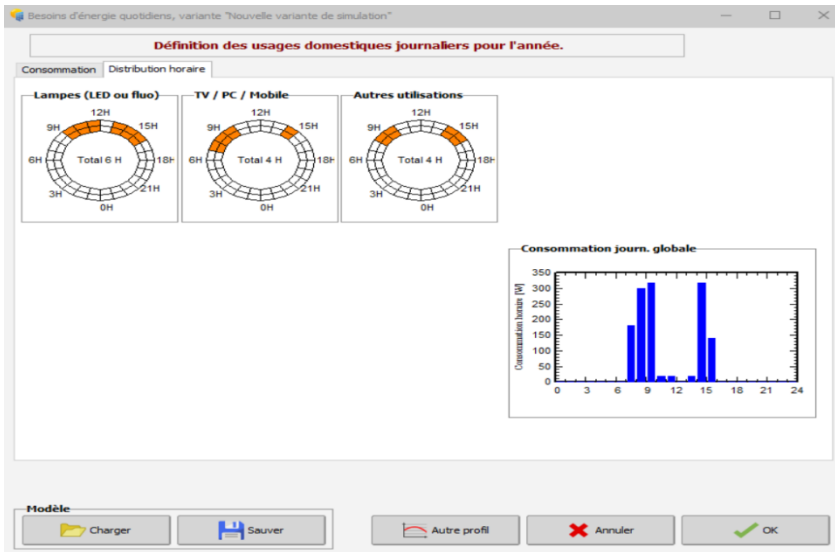 Besoins d'énergie quotidiens, variante "Nouvelle variante de simulation"
Définition des usages domestiques journaliers pour l'année.
Consommation Distribution horaire
Lampes (LED ou fluo) TV / PC / Mobile Autres utilisations
12H 12H 12H
9H 15H 9H 15H 9H 15H
6H Total 6 H 18H 6H Total 4 H 18H 6H Total 4 H 18H
3H 21H 3H 21H 3H 21H
0H 0H 0H
Consommation journ. globale
Consommation horaire [W]
350
300
250
200
150
100
50
0
0 3 6 9 12 15 18 21 24
Modèle
Charger Sauver Autre profil Annuler OK